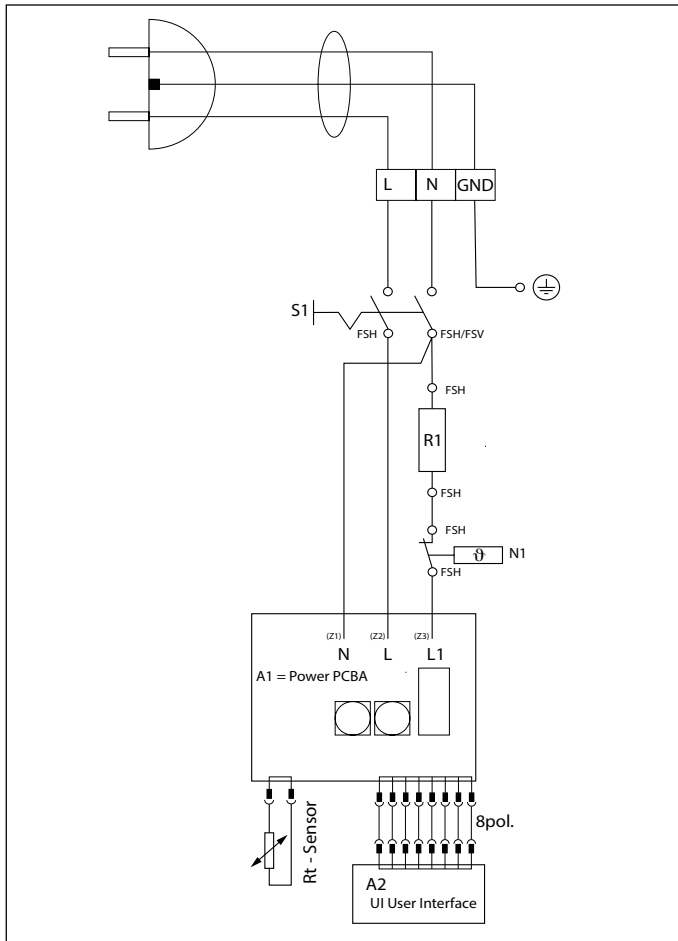 L N GND
S1
FSH FSH/FSV
FSH
R1
FSH
FSH
ϑ N1
FSH
(Z1) (Z2) (Z3)
N L L1
A1 = Power PCBA
Rt - Sensor
8pol.
A2
UI User Interface